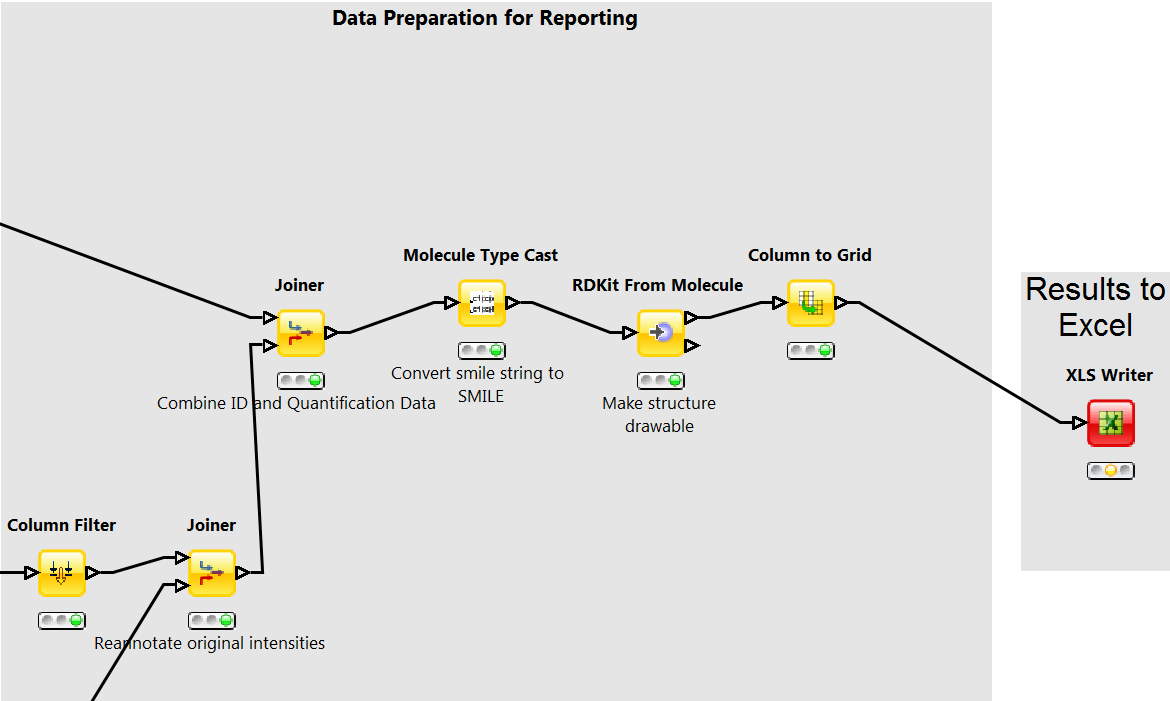 Data Preparation for Reporting
Molecule Type Cast
Column to Grid
Joiner
RDKit From Molecule
Results to
Excel
XLS Writer
Convert smile string to
SMILE
Combine ID and Quantification Data
Make structure
drawable
Column Filter
Joiner
Reannotate original intensities